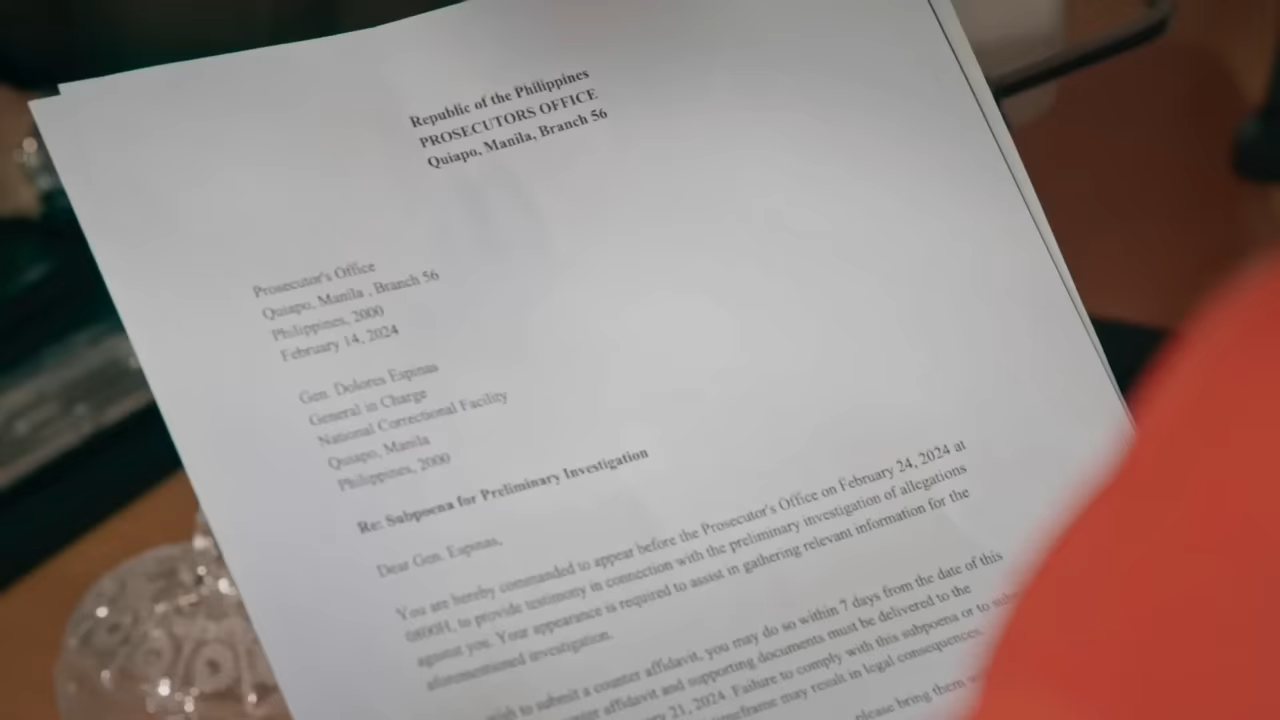 Republic of the Philippines
PROSECUTORS OFFICE
Quiapo, Manila, Branch 56
Prosecutor's Office
Quiapo, Manila , Branch 56
Philippines, 2000
February 14, 2024
Gen. Dolores Espinas
General in Charge
National Correctional Facility
Quiapo, Manila
Philippines, 2000
Re: Subpoena for Preliminary Investigation
Dear Gen. Espinas,
You are hereby commanded to appear before the Prosecutor's Office on February 24, 2024 at
0800H, to provide testimony in connection with the preliminary investigation of allegations
against you. Your appearance is required to assist in gathering relevant information for the
aforementioned investigation.
to submit a counter affidavit, you may do so within 7 days from the date of this
affidavit and supporting documents must be delivered to the
21, 2024 Failure to comply with this subpoena or to
may result in legal consequences.
please bring them